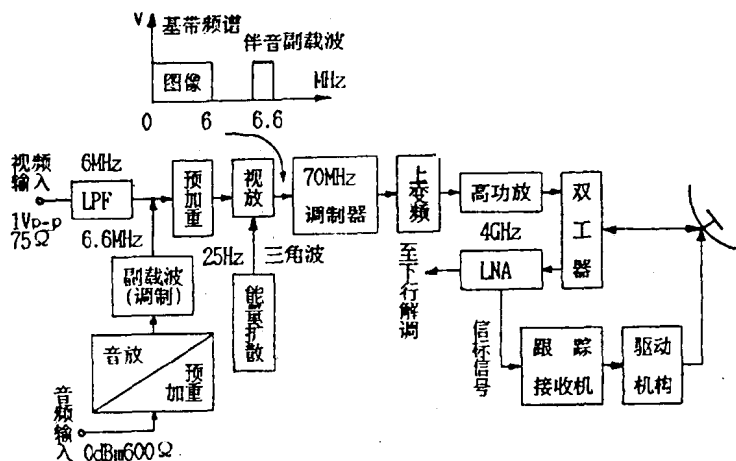 V
基带频谱
伴音副载波
图像
MHz
0
6
6.6
视频
输入
6MHz
LPF
1Vp-p
75Ω
6.6MHz
预加重
视放
70MHz
调制器
上变频
高功放
双工器
4GHz
LNA
至下行解调
25Hz
三角波
副载波
(调制)
能量扩散
音放
预
加重
信标信号
跟踪
接收机
驱动
机构
音频
输入
0dBm600Ω